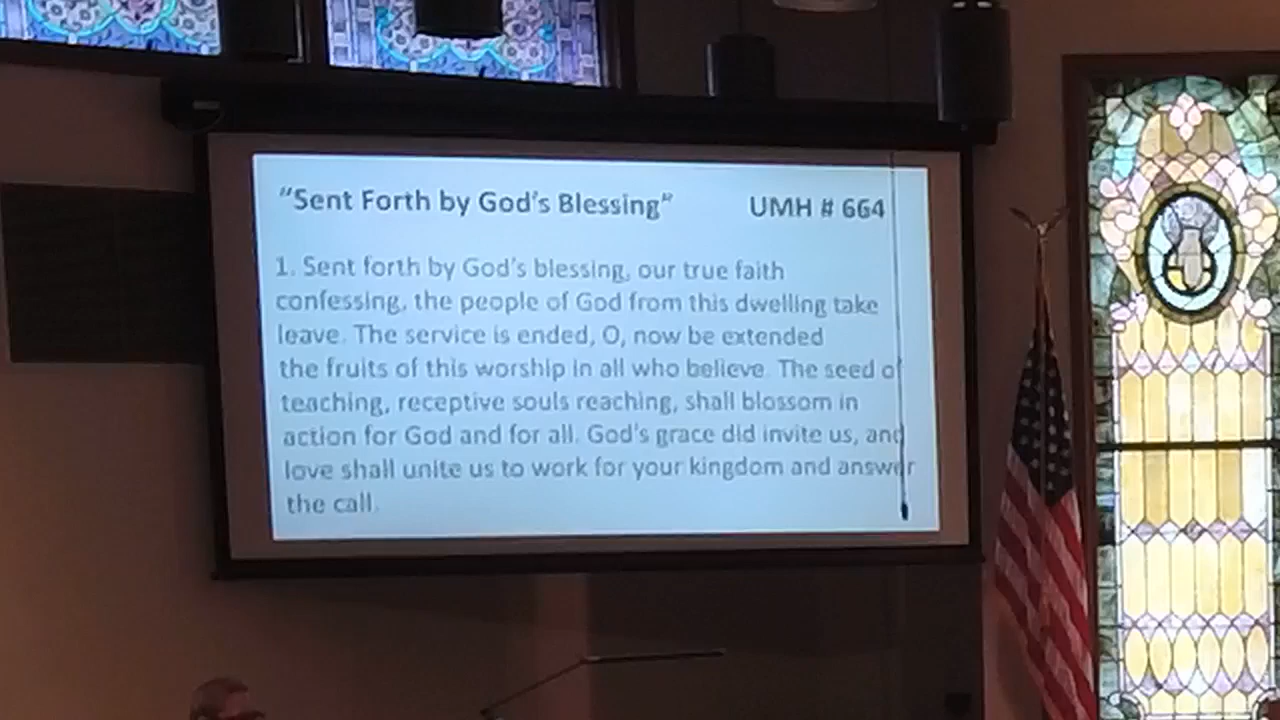 "Sent Forth by God's Blessing" UMH # 664
1. Sent forth by God's blessing, our true faith
confessing, the people of God from this dwelling take
leave. The service is ended, O, now be extended
the fruits of this worship in all who believe. The seed of
teaching, receptive souls reaching, shall blossom in
action for God and for all. God's grace did invite us, and
love shall unite us to work for your kingdom and answer
the call.